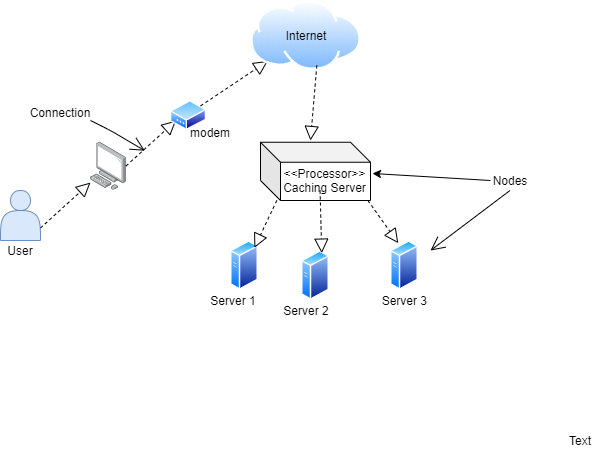 Internet
Connection
modem
<<Processor>>
Caching Server
Nodes
User
Server 1
Server 2
Server 3
Text